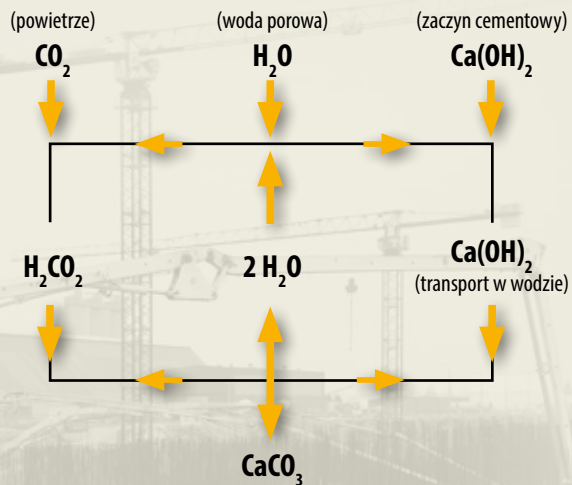 (powietrze) (woda porowa) (zaczyn cementowy)
CO₂ H₂O Ca(OH)₂
H₂CO₂ 2 H₂O Ca(OH)₂
(transport w wodzie)
CaCO₃